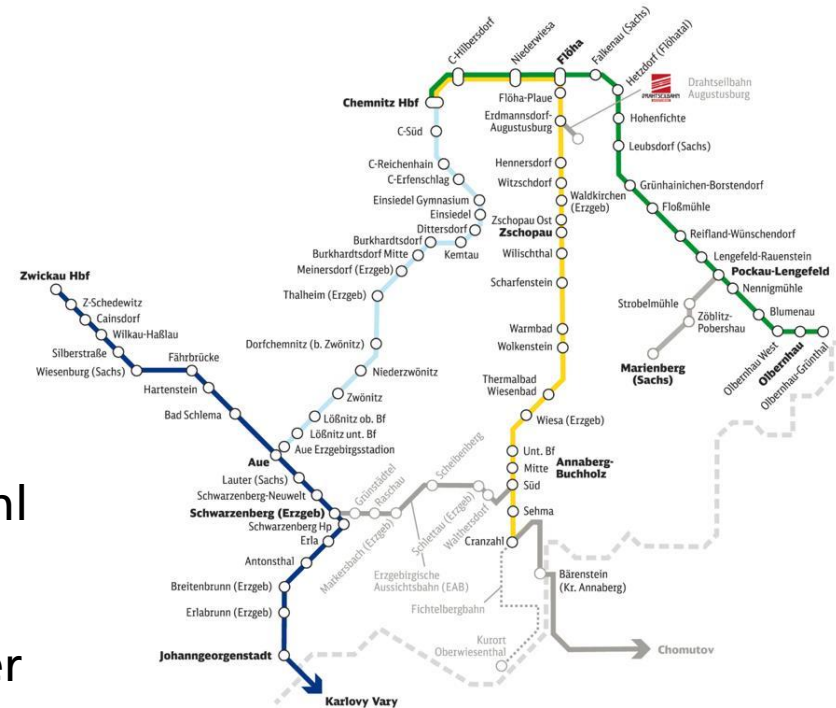 C-Hilbersdorf
Niederwiesa
Flöha
Falkenau (Sachs)
Hetzdorf (Flöhatal)
DRAHTSEILBAHN
Drahtseilbahn
Augustusburg
Chemnitz Hbf
Flöha-Plaue
Erdmannsdorf-
Augustusburg
Hohenfichte
C-Süd
Leubsdorf (Sachs)
C-Reichenhain
Hennersdorf
C-Erfenschlag
Witzschdorf
Grünhainichen-Borstendorf
Einsiedel Gymnasium
Waldkirchen
(Erzgeb)
Floßmühle
Einsiedel
Zschopau Ost
Dittersdorf
Zschopau
Reifland-Wünschendorf
Burkhardtsdorf
Kemtau
Burkhardtsdorf Mitte
Wilischthal
Lengefeld-Rauenstein
Meinersdorf (Erzgeb)
Pockau-Lengefeld
Zwickau Hbf
Scharfenstein
Nennigmühle
Thalheim (Erzgeb)
Z-Schedewitz
Strobelmühle
Cainsdorf
Zöblitz-
Pobershau
Blumenau
Wilkau-Haßlau
Warmbad
Dorfchemnitz (b. Zwönitz)
Wolkenstein
Silberstraße
Fährbrücke
Marienberg
(Sachs)
Olbernhau West
Olbernhau
Olbernhau-Grünthal
Wiesenburg (Sachs)
Niederzwönitz
Hartenstein
Thermalbad
Wiesenbad
Zwönitz
Bad Schlema
Lößnitz ob. Bf
Wiesa (Erzgeb)
Lößnitz unt. Bf
Aue Erzgebirgsstadion
Unt. Bf
Aue
Mitte
Annaberg-
Buchholz
Lauter (Sachs)
Süd
Schwarzenberg-Neuwelt
Grünstädtel
Raschau
Scheibenberg
nl
Schwarzenberg (Erzgeb)
Markersbach (Erzgeb)
Schlettau (Erzgeb)
Walthersdorf
Sehma
Schwarzenberg Hp
Erla
Cranzahl
Antonsthal
Erzgebirgische
Aussichtsbahn (EAB)
Bärenstein
(Kr. Annaberg)
Breitenbrunn (Erzgeb)
Fichtelbergbahn
Erlabrunn (Erzgeb)
Kurort
Oberwiesenthal
Chomutov
Johanngeorgenstadt
er
Karlovy Vary